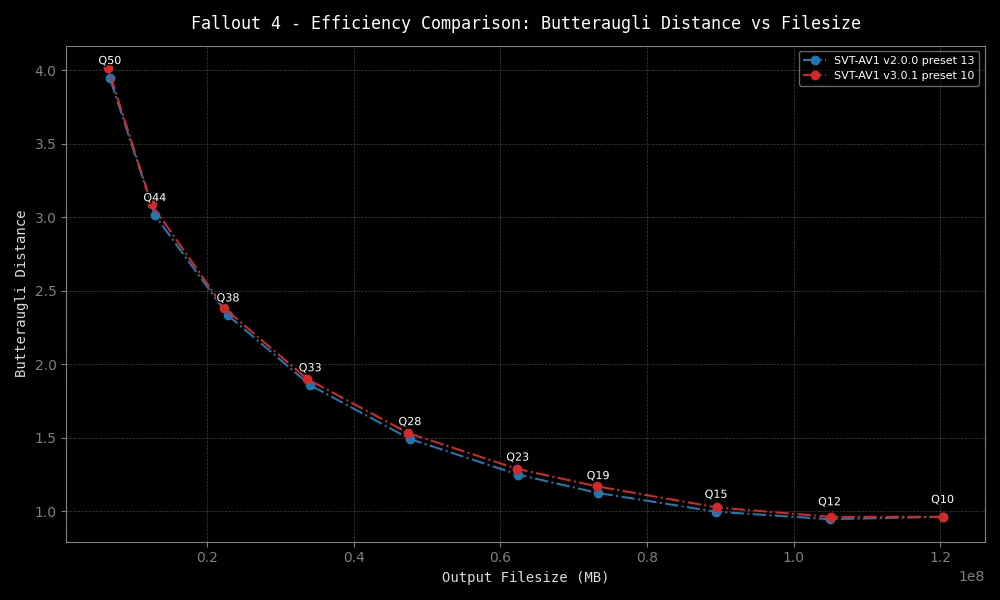 Fallout 4 - Efficiency Comparison: Butteraugli Distance vs Filesize
SVT-AV1 v2.0.0 preset 13
SVT-AV1 v3.0.1 preset 10
Butteraugli Distance
4.0
3.5
3.0
2.5
2.0
1.5
1.0
Q50
Q44
Q38
Q33
Q28
Q23
Q19
Q15
Q12
Q10
0.2
0.4
0.6
0.8
1.0
1.2
1e8
Output Filesize (MB)